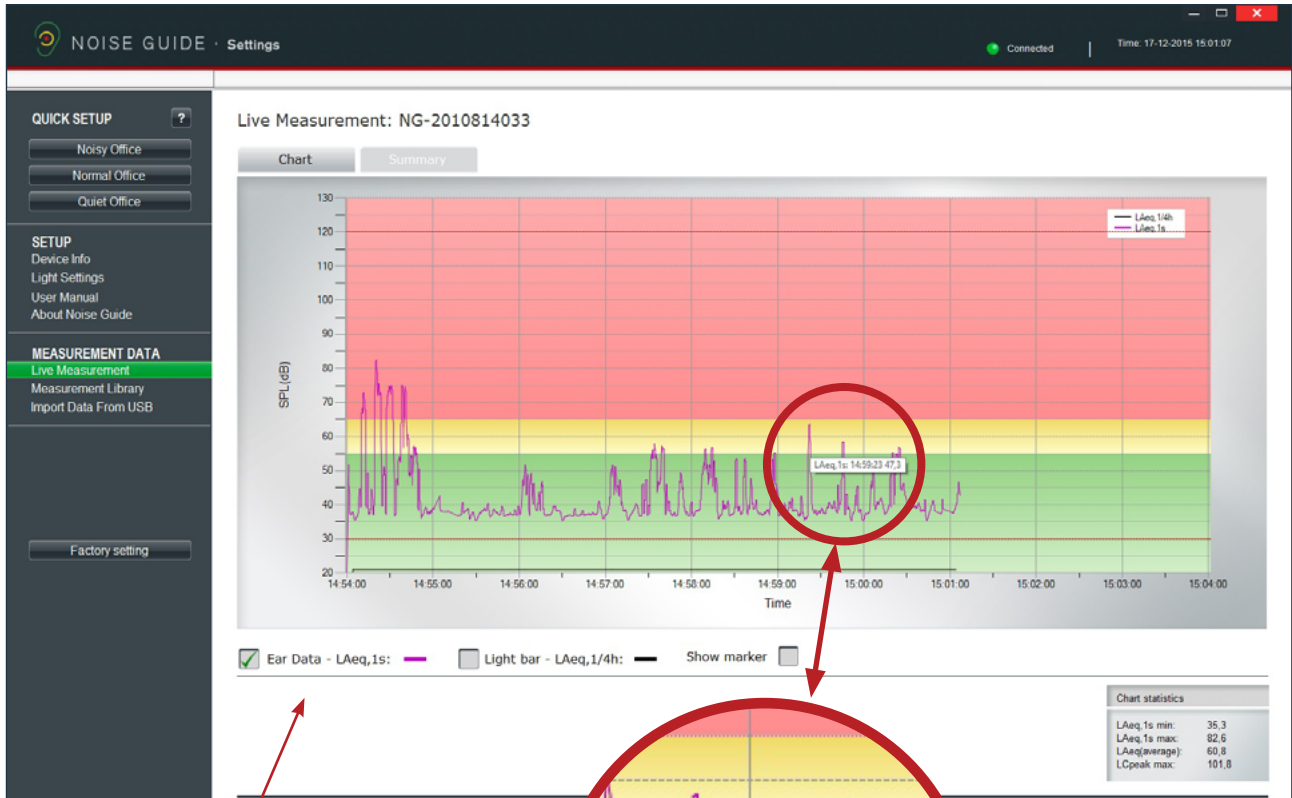 NOISE GUIDE · Settings
Connected | Time: 17-12-2015 15:01:07
QUICK SETUP ?
Noisy Office
Normal Office
Quiet Office
SETUP
Device Info
Light Settings
User Manual
About Noise Guide
MEASUREMENT DATA
Live Measurement
Measurement Library
Import Data From USB
Factory setting
Live Measurement: NG-2010814033
Chart Summary
130
120
110
100
90
80
70
60
50
40
30
20
SPL(dB)
LAeq,1/4h
LAeq,1s
LAeq,1s: 14:59:23 47,3
14:54:00 14:55:00 14:56:00 14:57:00 14:58:00 14:59:00 15:00:00 15:01:00 15:02:00 15:03:00 15:04:00
Time
Ear Data - LAeq,1s: Light bar - LAeq,1/4h: Show marker
Chart statistics
LAeq,1s min: 35,3
LAeq,1s max: 82,6
LAeq(average): 60,8
LCpeak max: 101,8